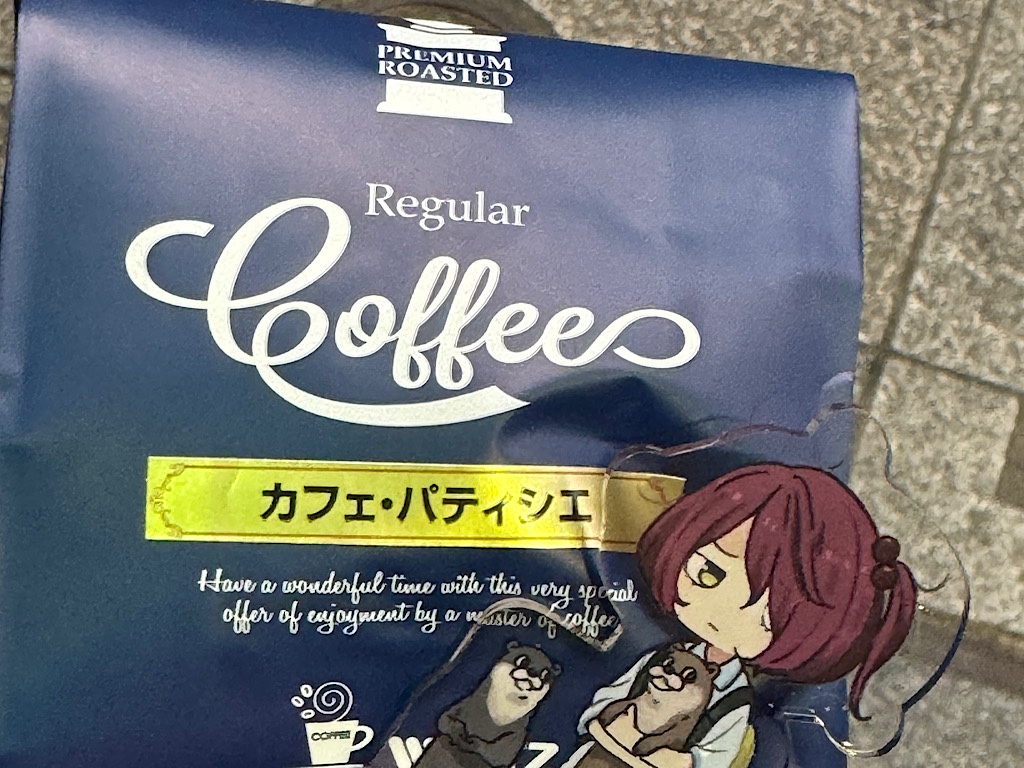 PREMIUM
ROASTED
Regular
Coffee
カフェ・パティシエ
Have a wonderful time with this very special
offer of enjoyment by a master of coffee
COFFEE